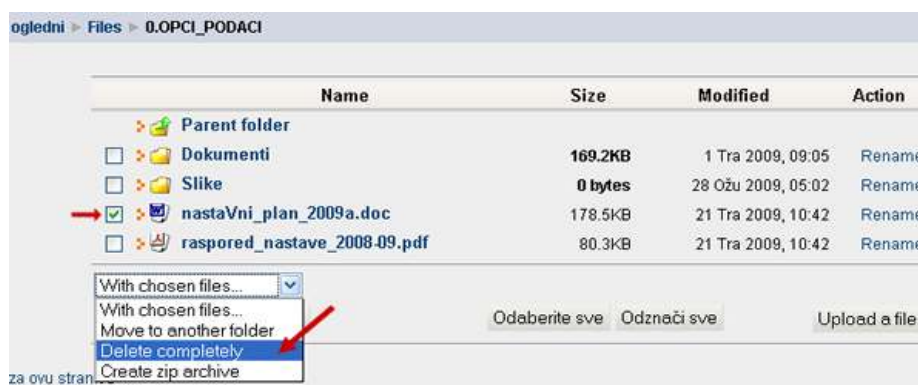 ogledni ► Files ► 0.OPCI_PODACI
Name Size Modified Action
Parent folder
Dokumenti 169.2KB 1 Tra 2009, 09:05 Rename
Slike 0 bytes 28 Ožu 2009, 05:02 Rename
nastaVni_plan_2009a.doc 178.5KB 21 Tra 2009, 10:42 Rename
raspored_nastave_2008-09.pdf 80.3KB 21 Tra 2009, 10:42 Rename
With chosen files...
With chosen files...
Move to another folder
Delete completely
Create zip archive
Odaberite sve Odznači sve Upload a file
za ovu stran